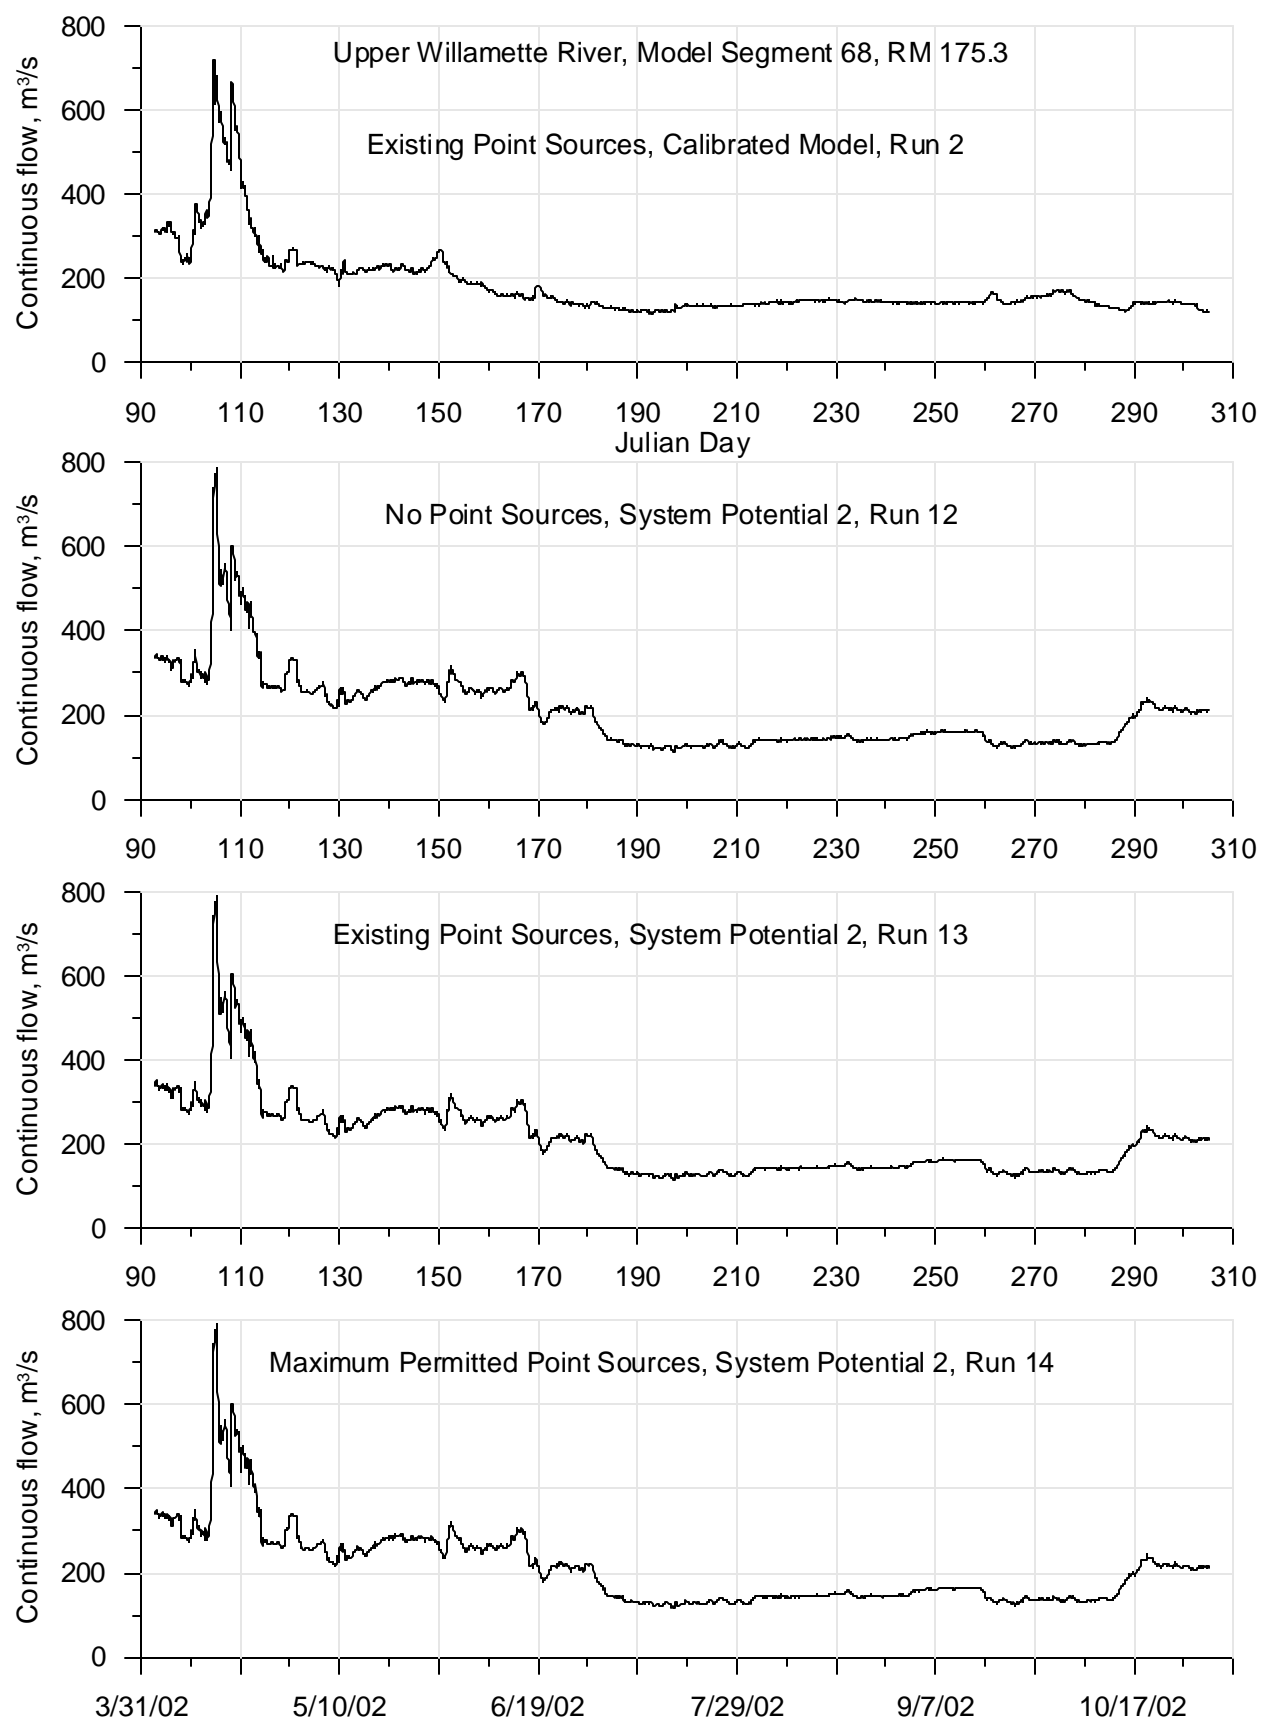 800
Upper Willamette River, Model Segment 68, RM 175.3
600
Existing Point Sources, Calibrated Model, Run 2
400
200
0
Continuous flow, m³/s
90 110 130 150 170 190 210 230 250 270 290 310
Julian Day
800
No Point Sources, System Potential 2, Run 12
600
400
200
0
Continuous flow, m³/s
90 110 130 150 170 190 210 230 250 270 290 310
800
Existing Point Sources, System Potential 2, Run 13
600
400
200
0
Continuous flow, m³/s
90 110 130 150 170 190 210 230 250 270 290 310
800
Maximum Permitted Point Sources, System Potential 2, Run 14
600
400
200
0
Continuous flow, m³/s
3/31/02 5/10/02 6/19/02 7/29/02 9/7/02 10/17/02